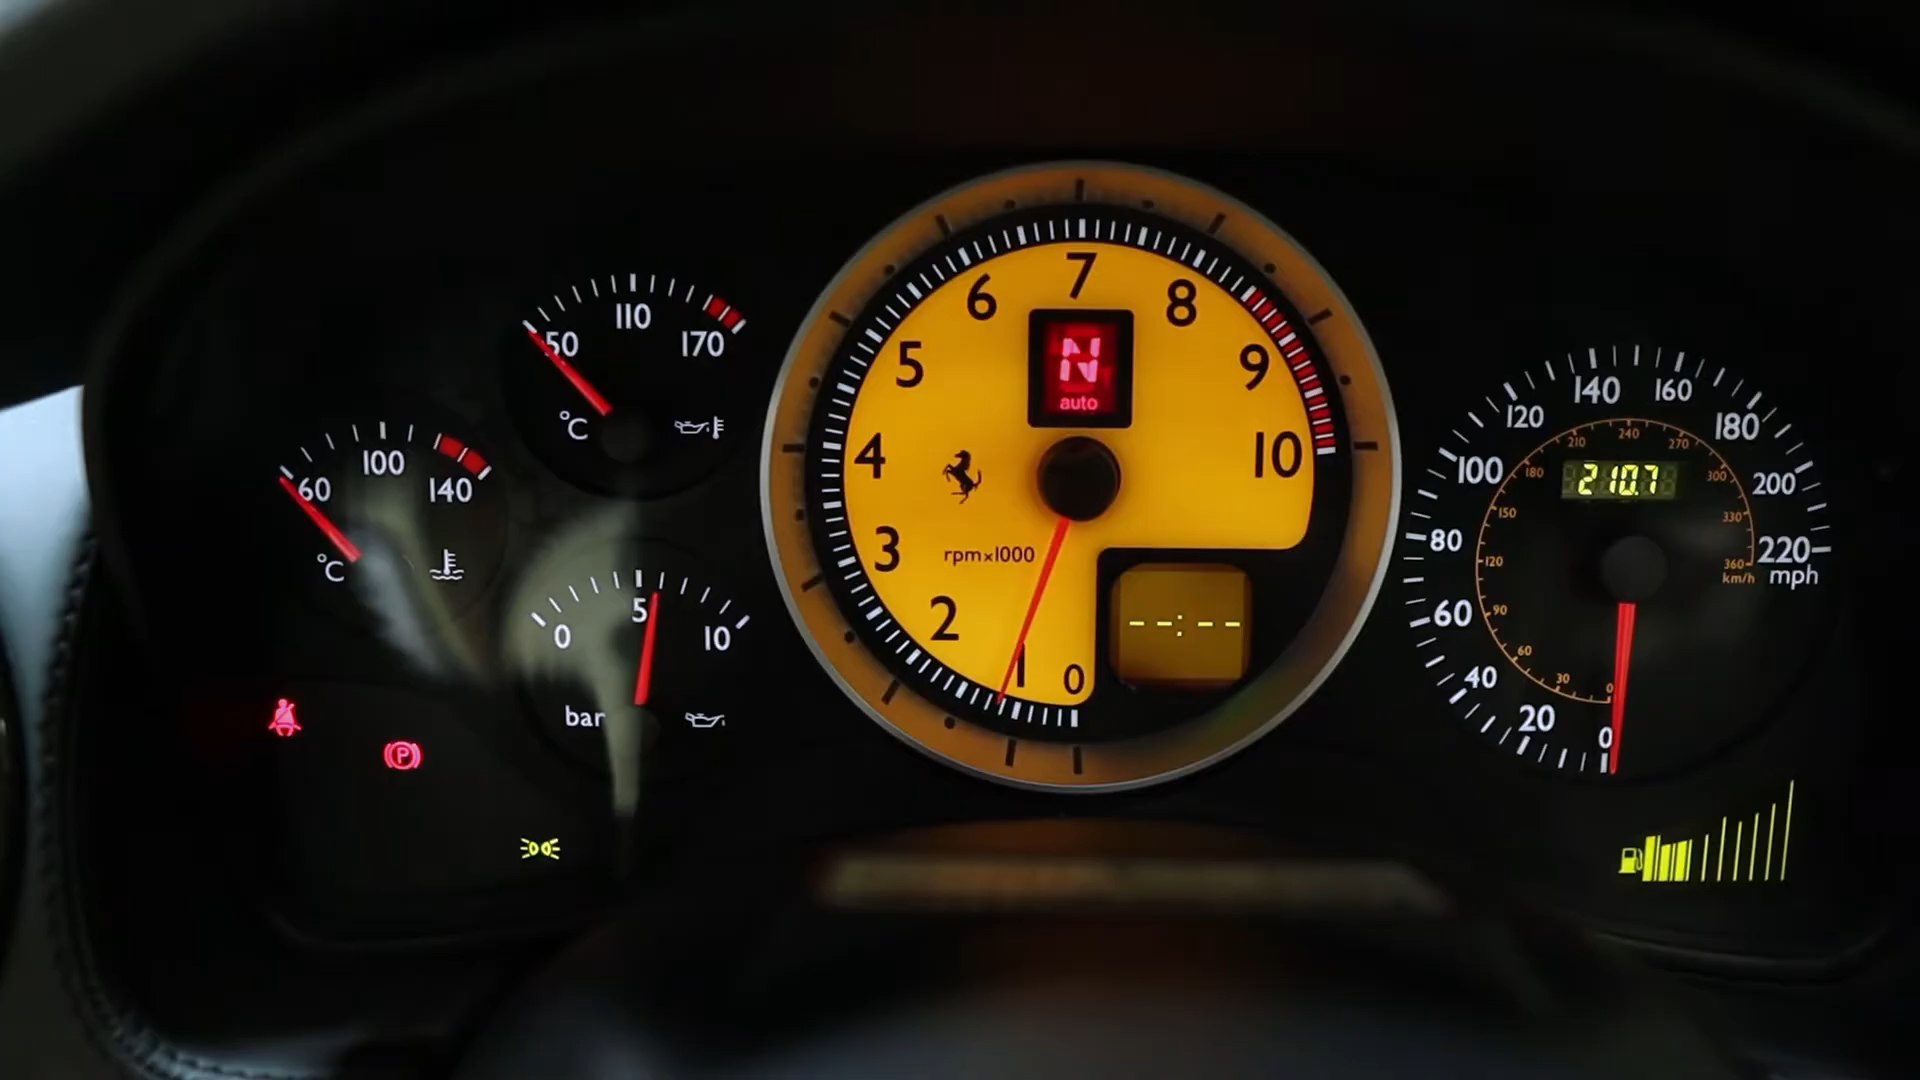 50 110 170
°C
60 100 140
°C
0 5 10
bar
P
0 1 2 3 4 5 6 7 8 9 10
N
auto
rpm×1000
--:--
0 20 40 60 80 100 120 140 160 180 200 220
mph
0 30 60 90 120 150 180 210 240 270 300 330 360
km/h
210.7